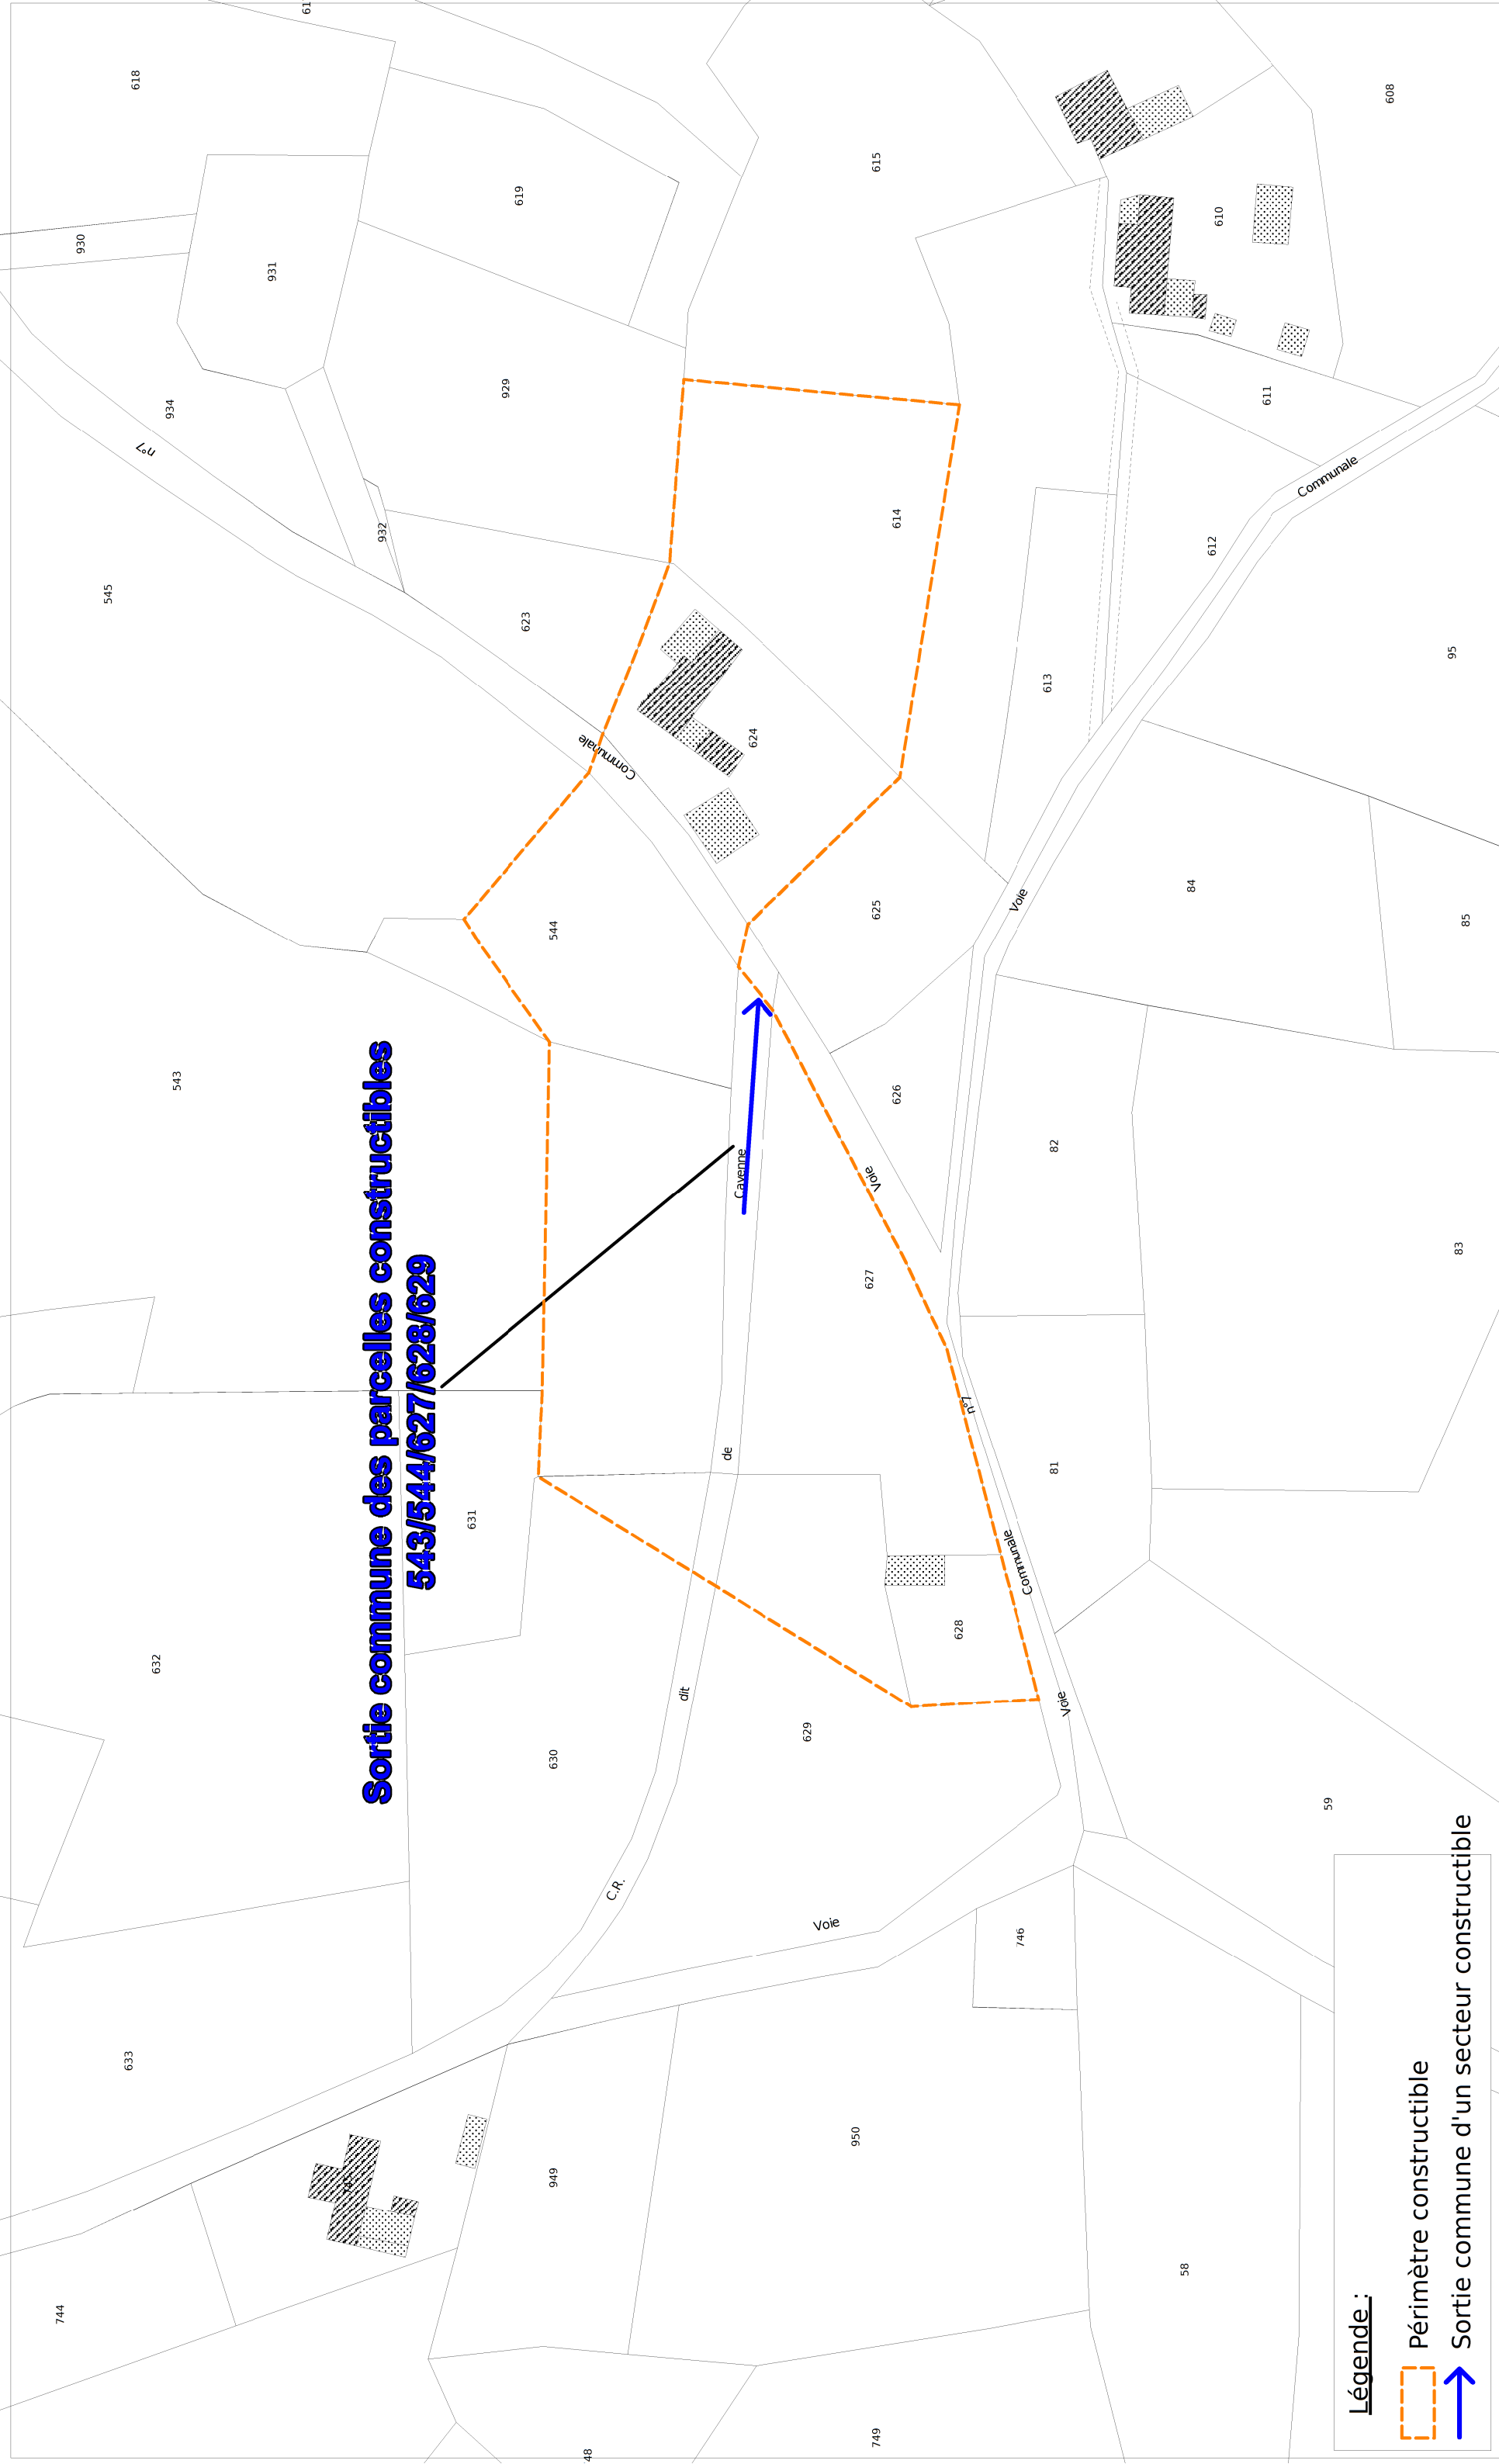 Sortie commune des parcelles constructibles
543/544/627/628/629
Légende :
Périmètre constructible
Sortie commune d'un secteur constructible
618
930
931
619
615
608
610
934
n°7
929
611
Communale
545
932
623
614
612
613
95
Communale
624
544
625
Voie
84
85
543
626
82
Cavenne
Voie
627
83
de
n°7
81
631
Communale
628
632
dit
Voie
629
630
59
C.R.
Voie
746
633
950
949
58
744
749